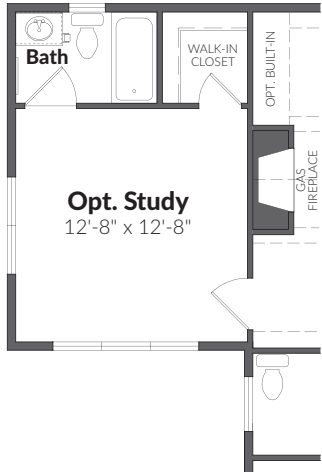 Bath
WALK-IN
CLOSET
OPT. BUILT-IN
GAS
FIREPLACE
Opt. Study
12'-8" x 12'-8"